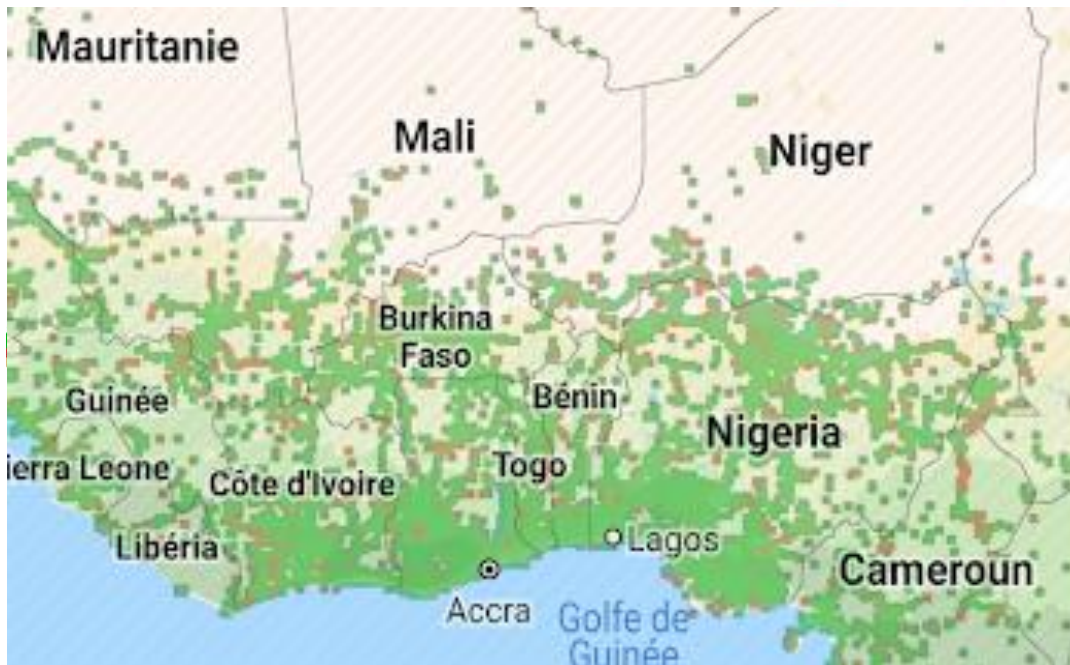 Mauritanie
Mali
Niger
Burkina
Faso
Guinée
Bénin
Nigeria
ierra Leone
Côte d'Ivoire
Togo
Libéria
Lagos
Cameroun
Accra
Golfe de
Guinée